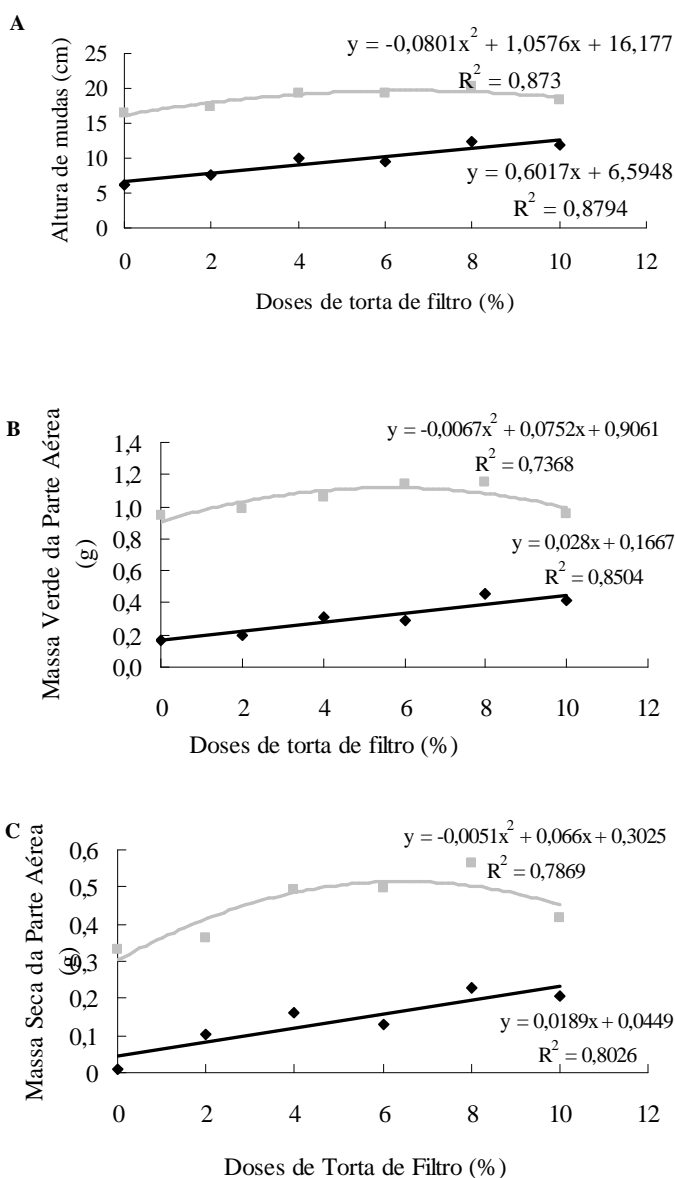 A
y = -0,0801x² + 1,0576x + 16,177
R² = 0,873
y = 0,6017x + 6,5948
R² = 0,8794
Altura de mudas (cm)
25
20
15
10
5
0
0 2 4 6 8 10 12
Doses de torta de filtro (%)
B
y = -0,0067x² + 0,0752x + 0,9061
R² = 0,7368
y = 0,028x + 0,1667
R² = 0,8504
Massa Verde da Parte Aérea
(g)
1,4
1,2
1,0
0,8
0,6
0,4
0,2
0,0
0 2 4 6 8 10 12
Doses de torta de filtro (%)
C
y = -0,0051x² + 0,066x + 0,3025
R² = 0,7869
y = 0,0189x + 0,0449
R² = 0,8026
Massa Seca da Parte Aérea
(g)
0,6
0,5
0,4
0,3
0,2
0,1
0
0 2 4 6 8 10 12
Doses de Torta de Filtro (%)